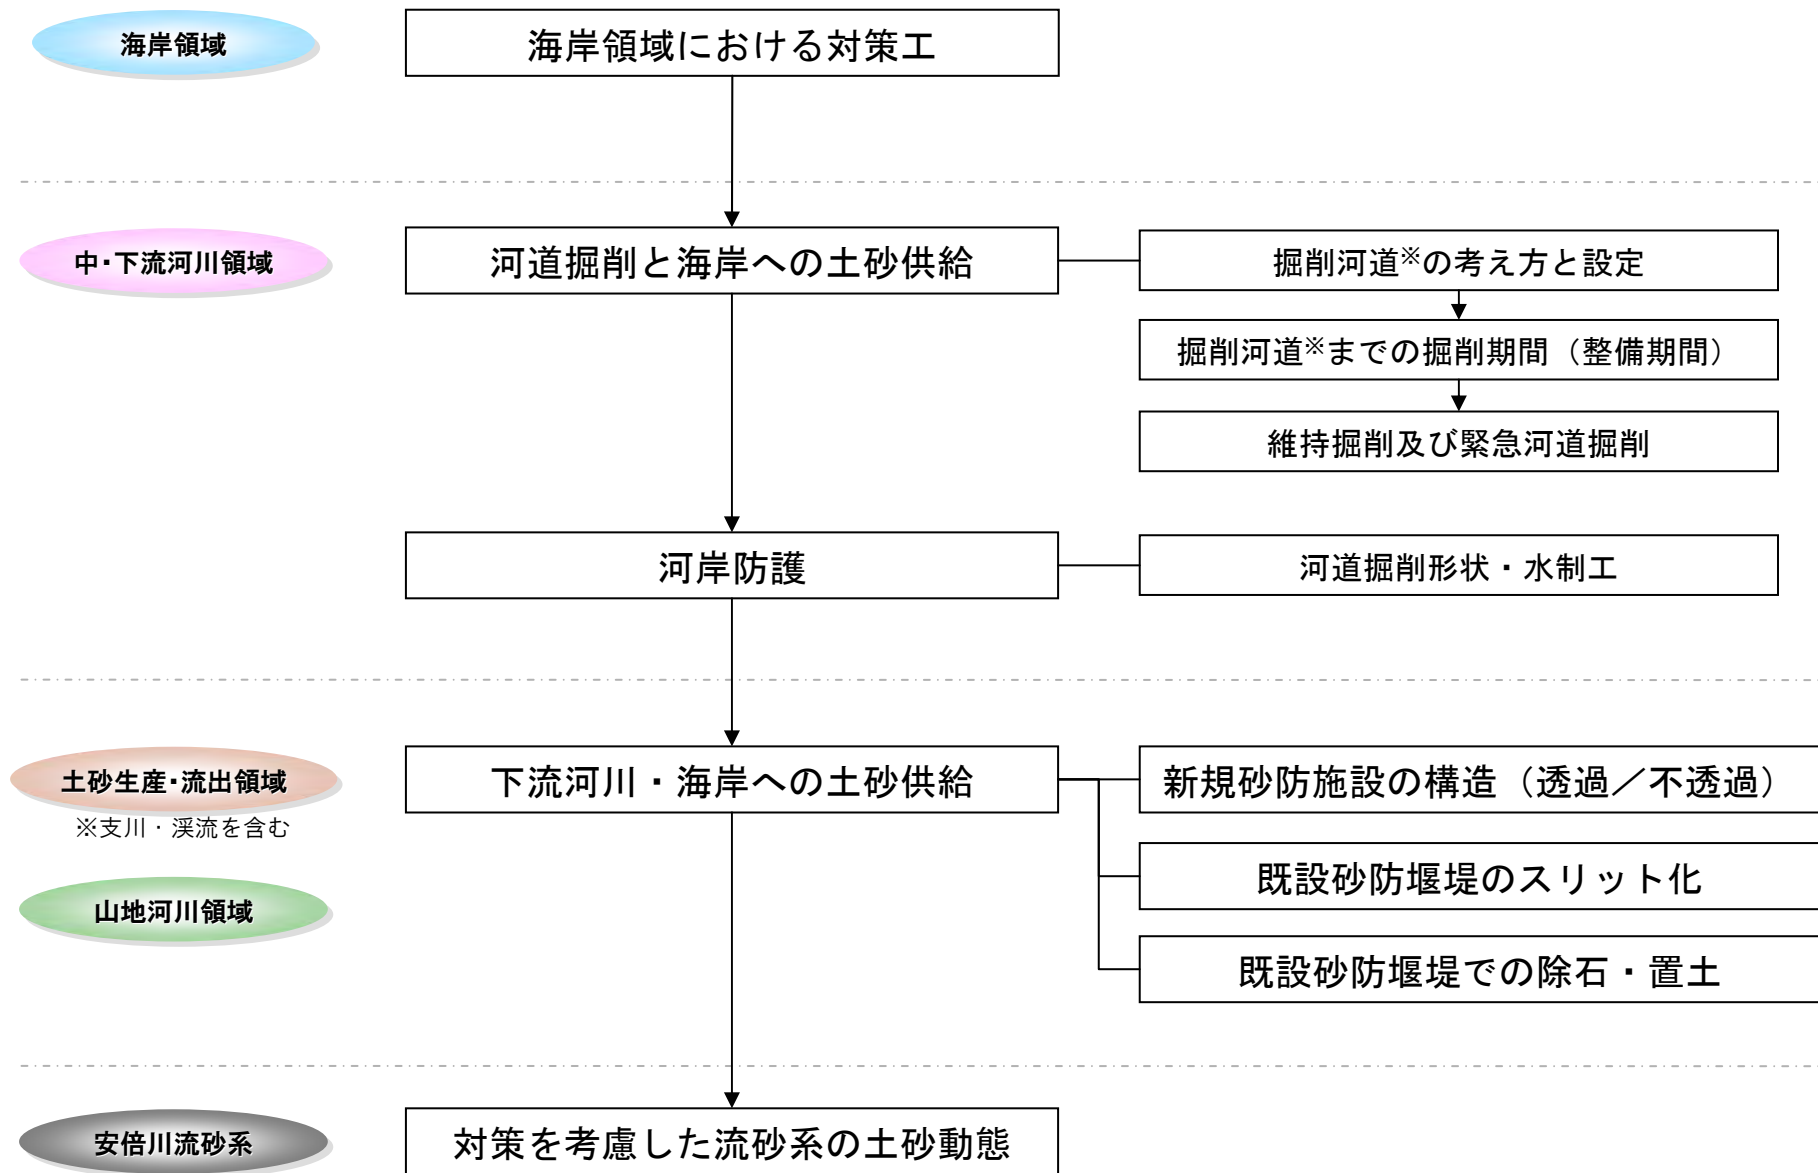 海岸領域
海岸領域における対策工
中・下流河川領域
河道掘削と海岸への土砂供給
掘削河道※の考え方と設定
掘削河道※までの掘削期間（整備期間）
維持掘削及び緊急河道掘削
河岸防護
河道掘削形状・水制工
土砂生産・流出領域
※支川・渓流を含む
下流河川・海岸への土砂供給
新規砂防施設の構造（透過／不透過）
既設砂防堰堤のスリット化
山地河川領域
既設砂防堰堤での除石・置土
安倍川流砂系
対策を考慮した流砂系の土砂動態